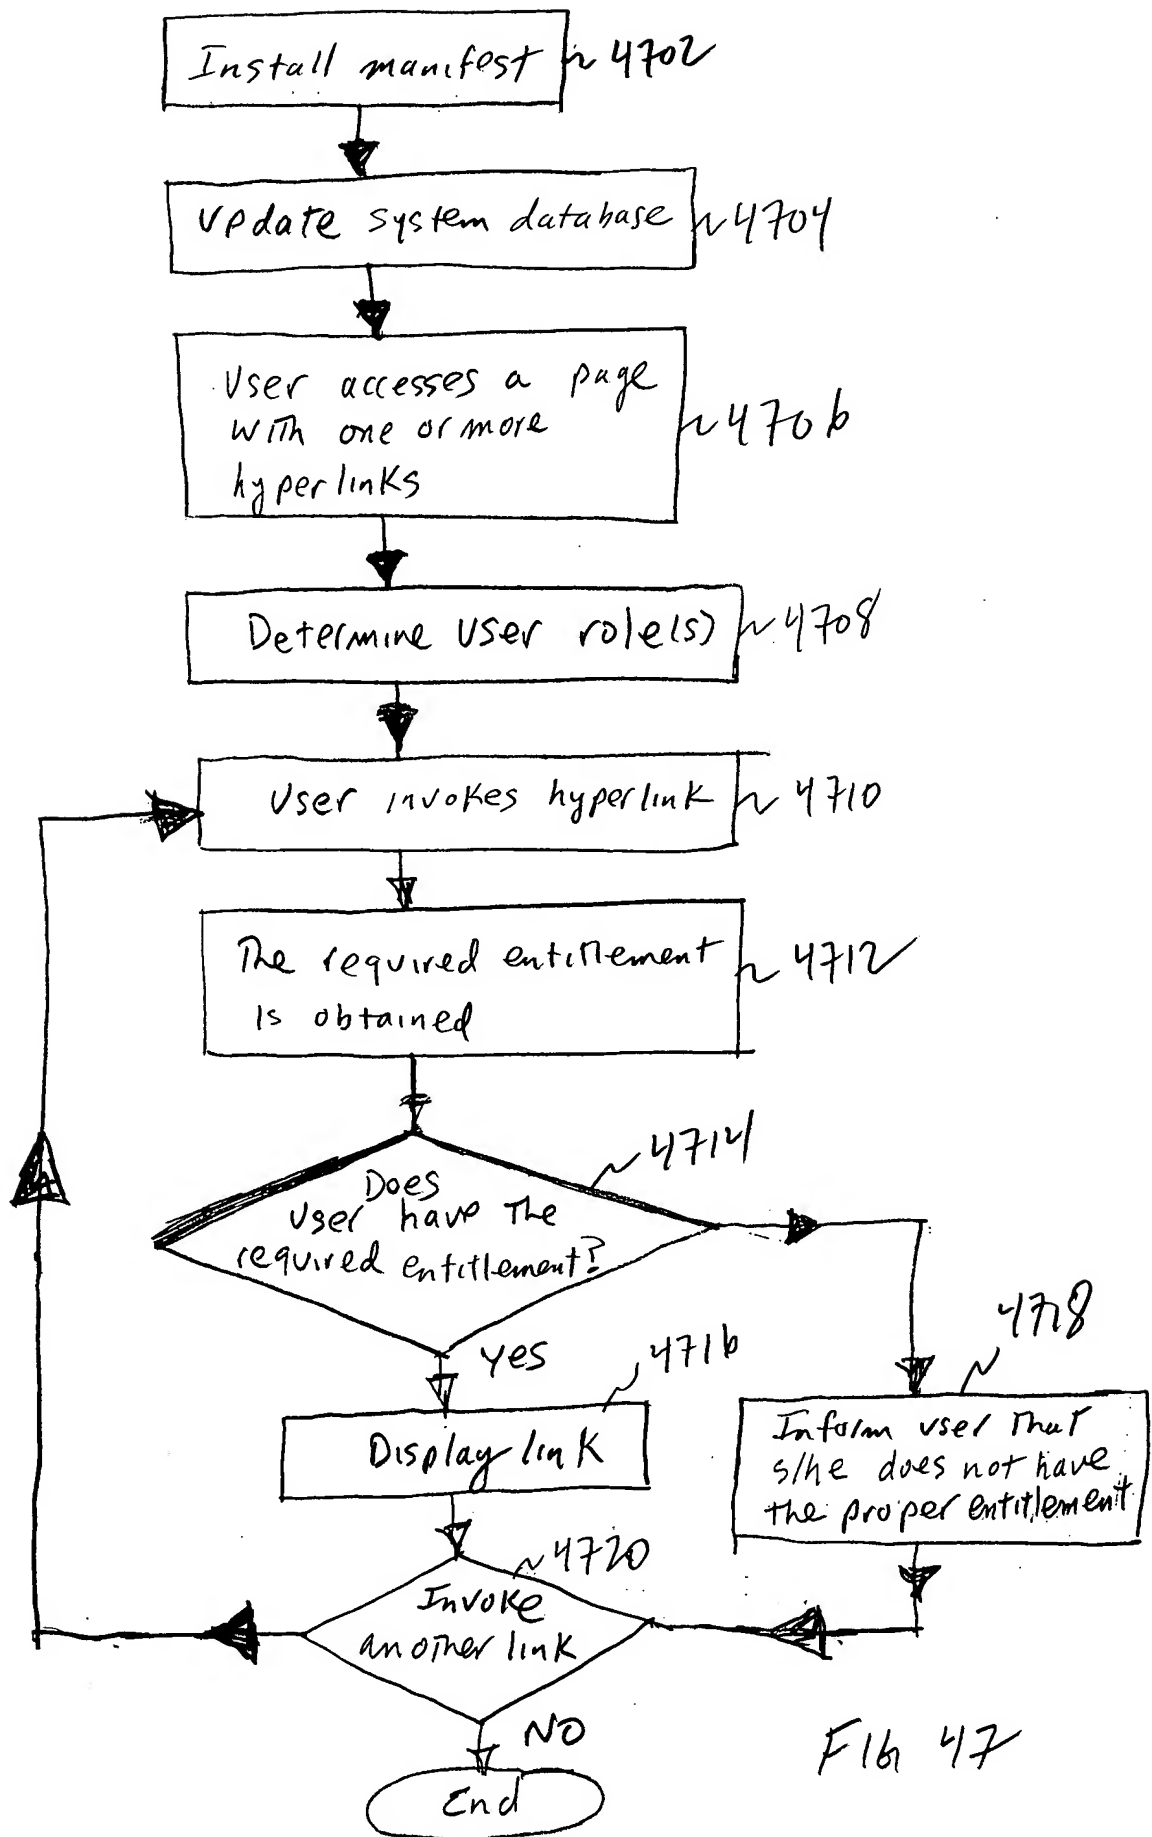 Install manifest 4702
Update system database 4704
User accesses a page
with one or more 4706
hyperlinks
Determine user role(s) 4708
User invokes hyperlink 4710
The required entitlement 4712
is obtained
4714
Does
user have the
required entitlement?
Yes 4716
4718
Display link
Inform user that
s/he does not have
the proper entitlement
4720
Invoke
another link
NO
End
FIG 47